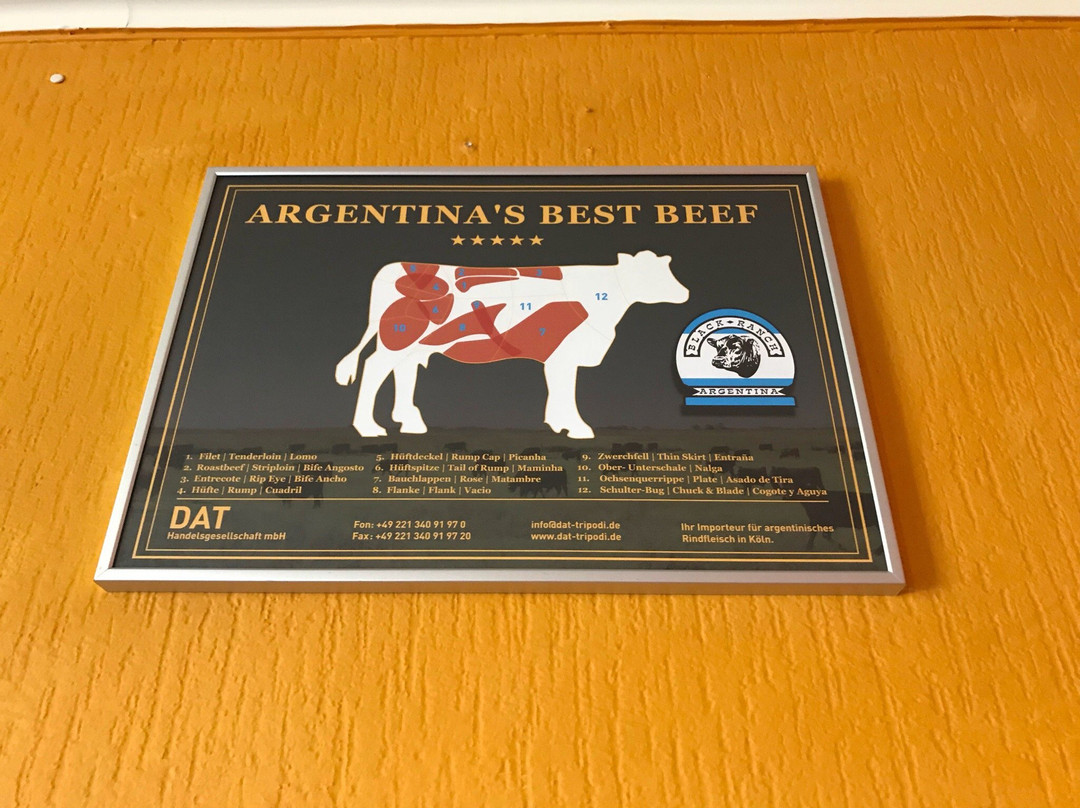 ARGENTINA'S BEST BEEF
12
11
10
7
8
BLACK RANCH
ARGENTINA
1. Filet | Tenderloin | Lomo
2. Roastbeef | Striploin | Bife Angosto
3. Entrecote | Rip Eye | Bife Ancho
4. Hüfte | Rump | Cuadril
5. Hüftdeckel | Rump Cap | Picanha
6. Hüftspitze | Tail of Rump | Maminha
7. Bauchlappen | Rose | Matambre
8. Flanke | Flank | Vacio
9. Zwerchfell | Thin Skirt | Entraña
10. Ober- Unterschale | Nalga
11. Ochsenquerrippe | Plate | Asado de Tira
12. Schulter-Bug | Chuck & Blade | Cogote y Aguya
DAT
Handelsgesellschaft mbH
Fon: +49 221 340 91 97 0
Fax: +49 221 340 91 97 20
info@dat-tripodi.de
www.dat-tripodi.de
Ihr Importeur für argentinisches
Rindfleisch in Köln.